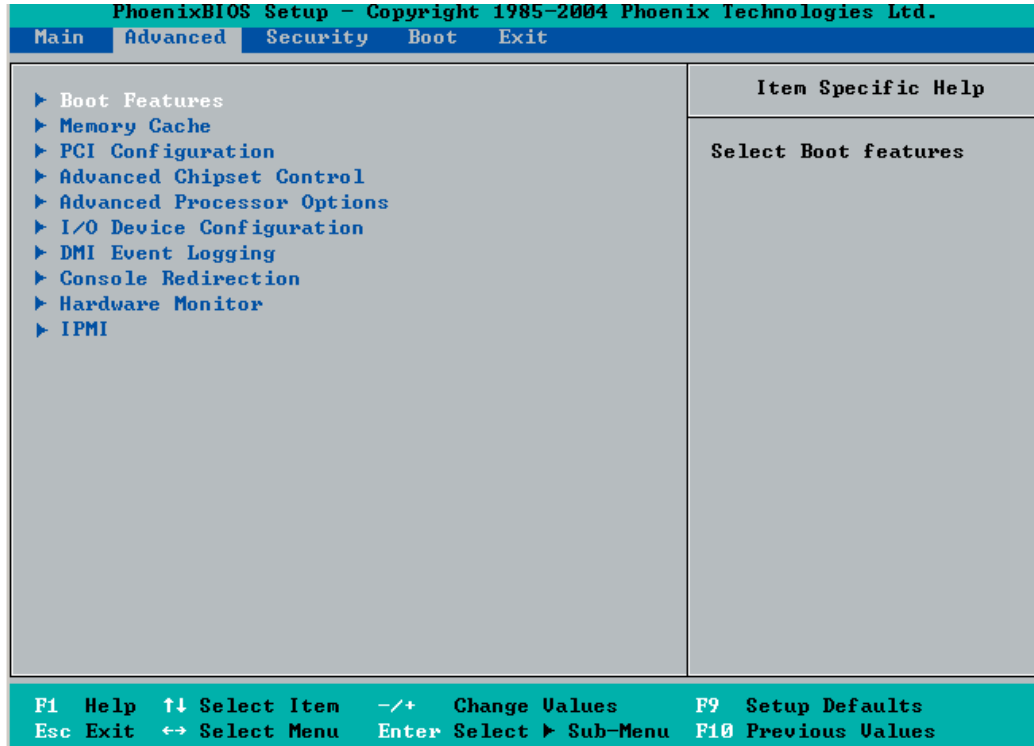 PhoenixBIOS Setup - Copyright 1985-2004 Phoenix Technologies Ltd.
Main Advanced Security Boot Exit
Item Specific Help
Select Boot features
▶ Boot Features
▶ Memory Cache
▶ PCI Configuration
▶ Advanced Chipset Control
▶ Advanced Processor Options
▶ I/O Device Configuration
▶ DMI Event Logging
▶ Console Redirection
▶ Hardware Monitor
▶ IPMI
F1 Help ↑↓ Select Item -/+ Change Values F9 Setup Defaults
Esc Exit ↔ Select Menu Enter Select ▶ Sub-Menu F10 Previous Values